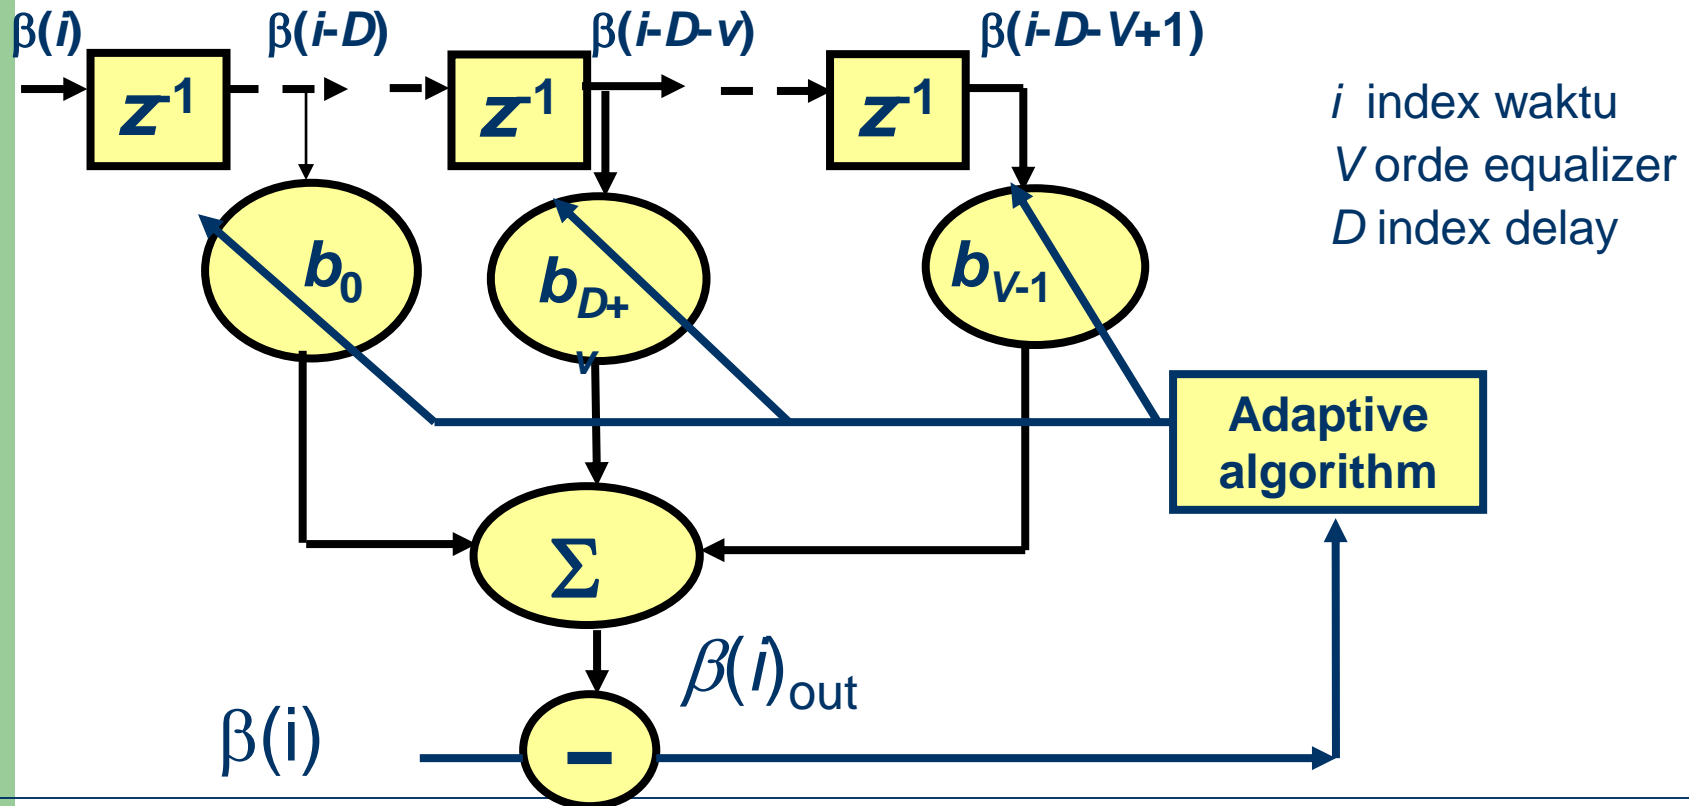 β(i) β(i-D) β(i-D-v) β(i-D-V+1)
z-1 z-1 z-1
i index waktu
V orde equalizer
D index delay
b0 bD+v bV-1
Adaptive
algorithm
Σ
β(i)out
β(i)
–